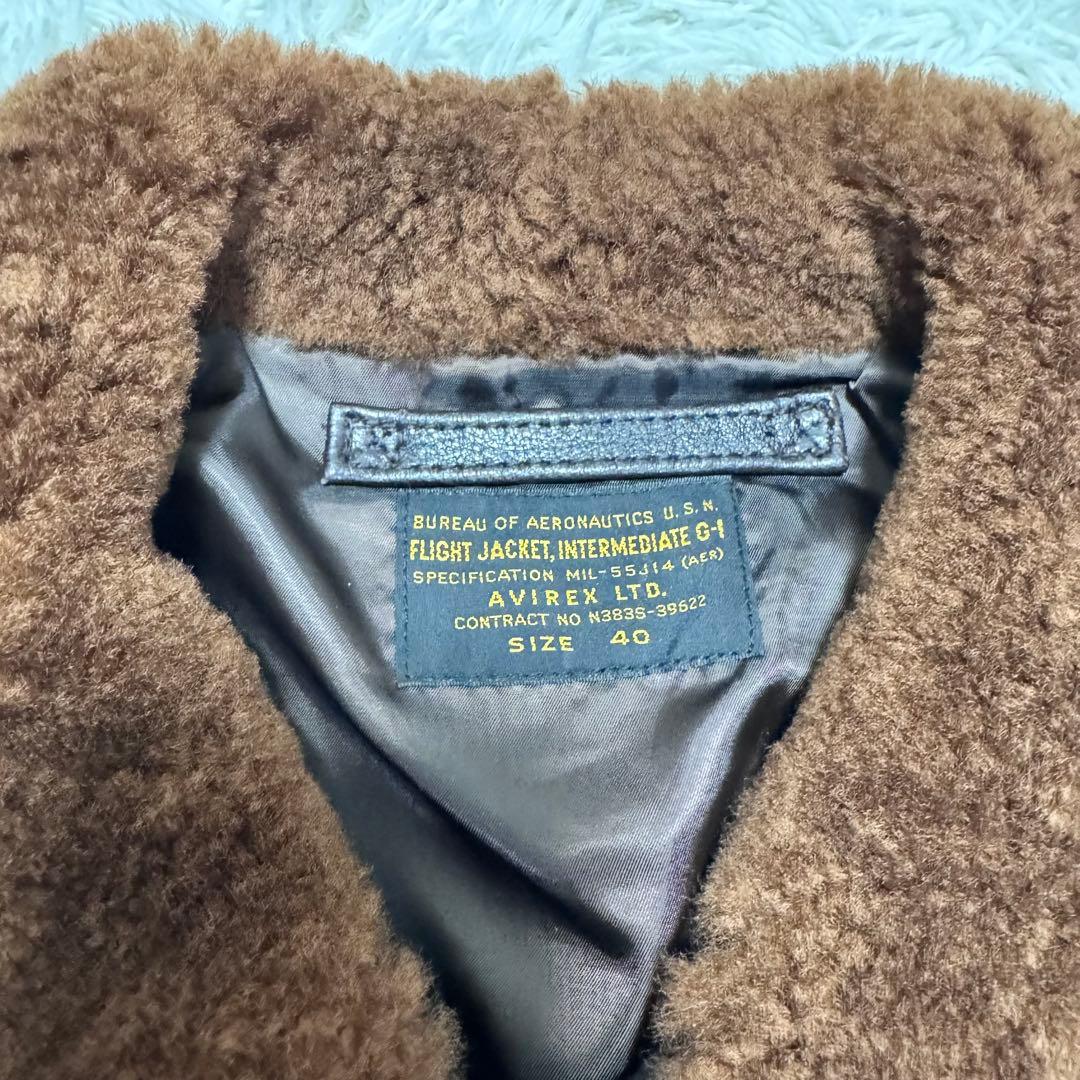 BUREAU OF AERONAUTICS U.S.N.
FLIGHT JACKET, INTERMEDIATE G-1
SPECIFICATION MIL-55J14 (AER)
AVIREX LTD.
CONTRACT NO N383S-39622
SIZE 40